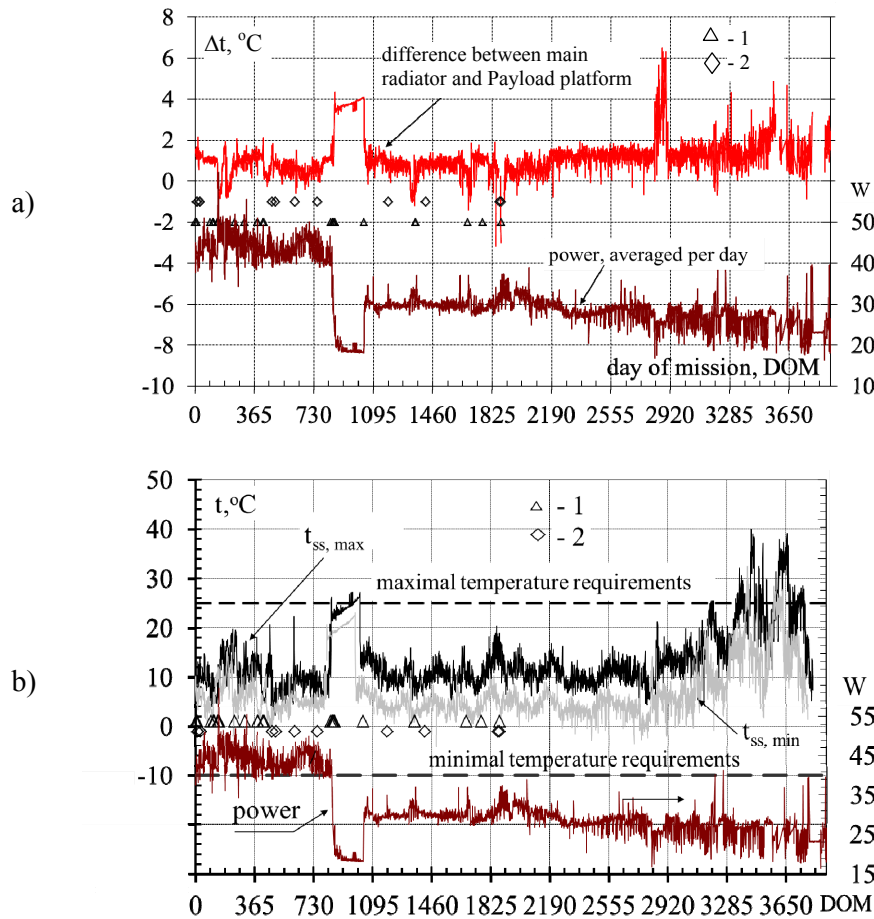 a)
8
6
4
2
0
-2
-4
-6
-8
-10
Δt, °C
difference between main
radiator and Payload platform
- 1
- 2
W
50
40
30
20
10
power, averaged per day
day of mission, DOM
0 365 730 1095 1460 1825 2190 2555 2920 3285 3650
b)
50
40
30
20
10
0
-10
t,°C
tss, max
- 1
- 2
maximal temperature requirements
tss, min
minimal temperature requirements
power
W
55
45
35
25
15
0 365 730 1095 1460 1825 2190 2555 2920 3285 3650 DOM